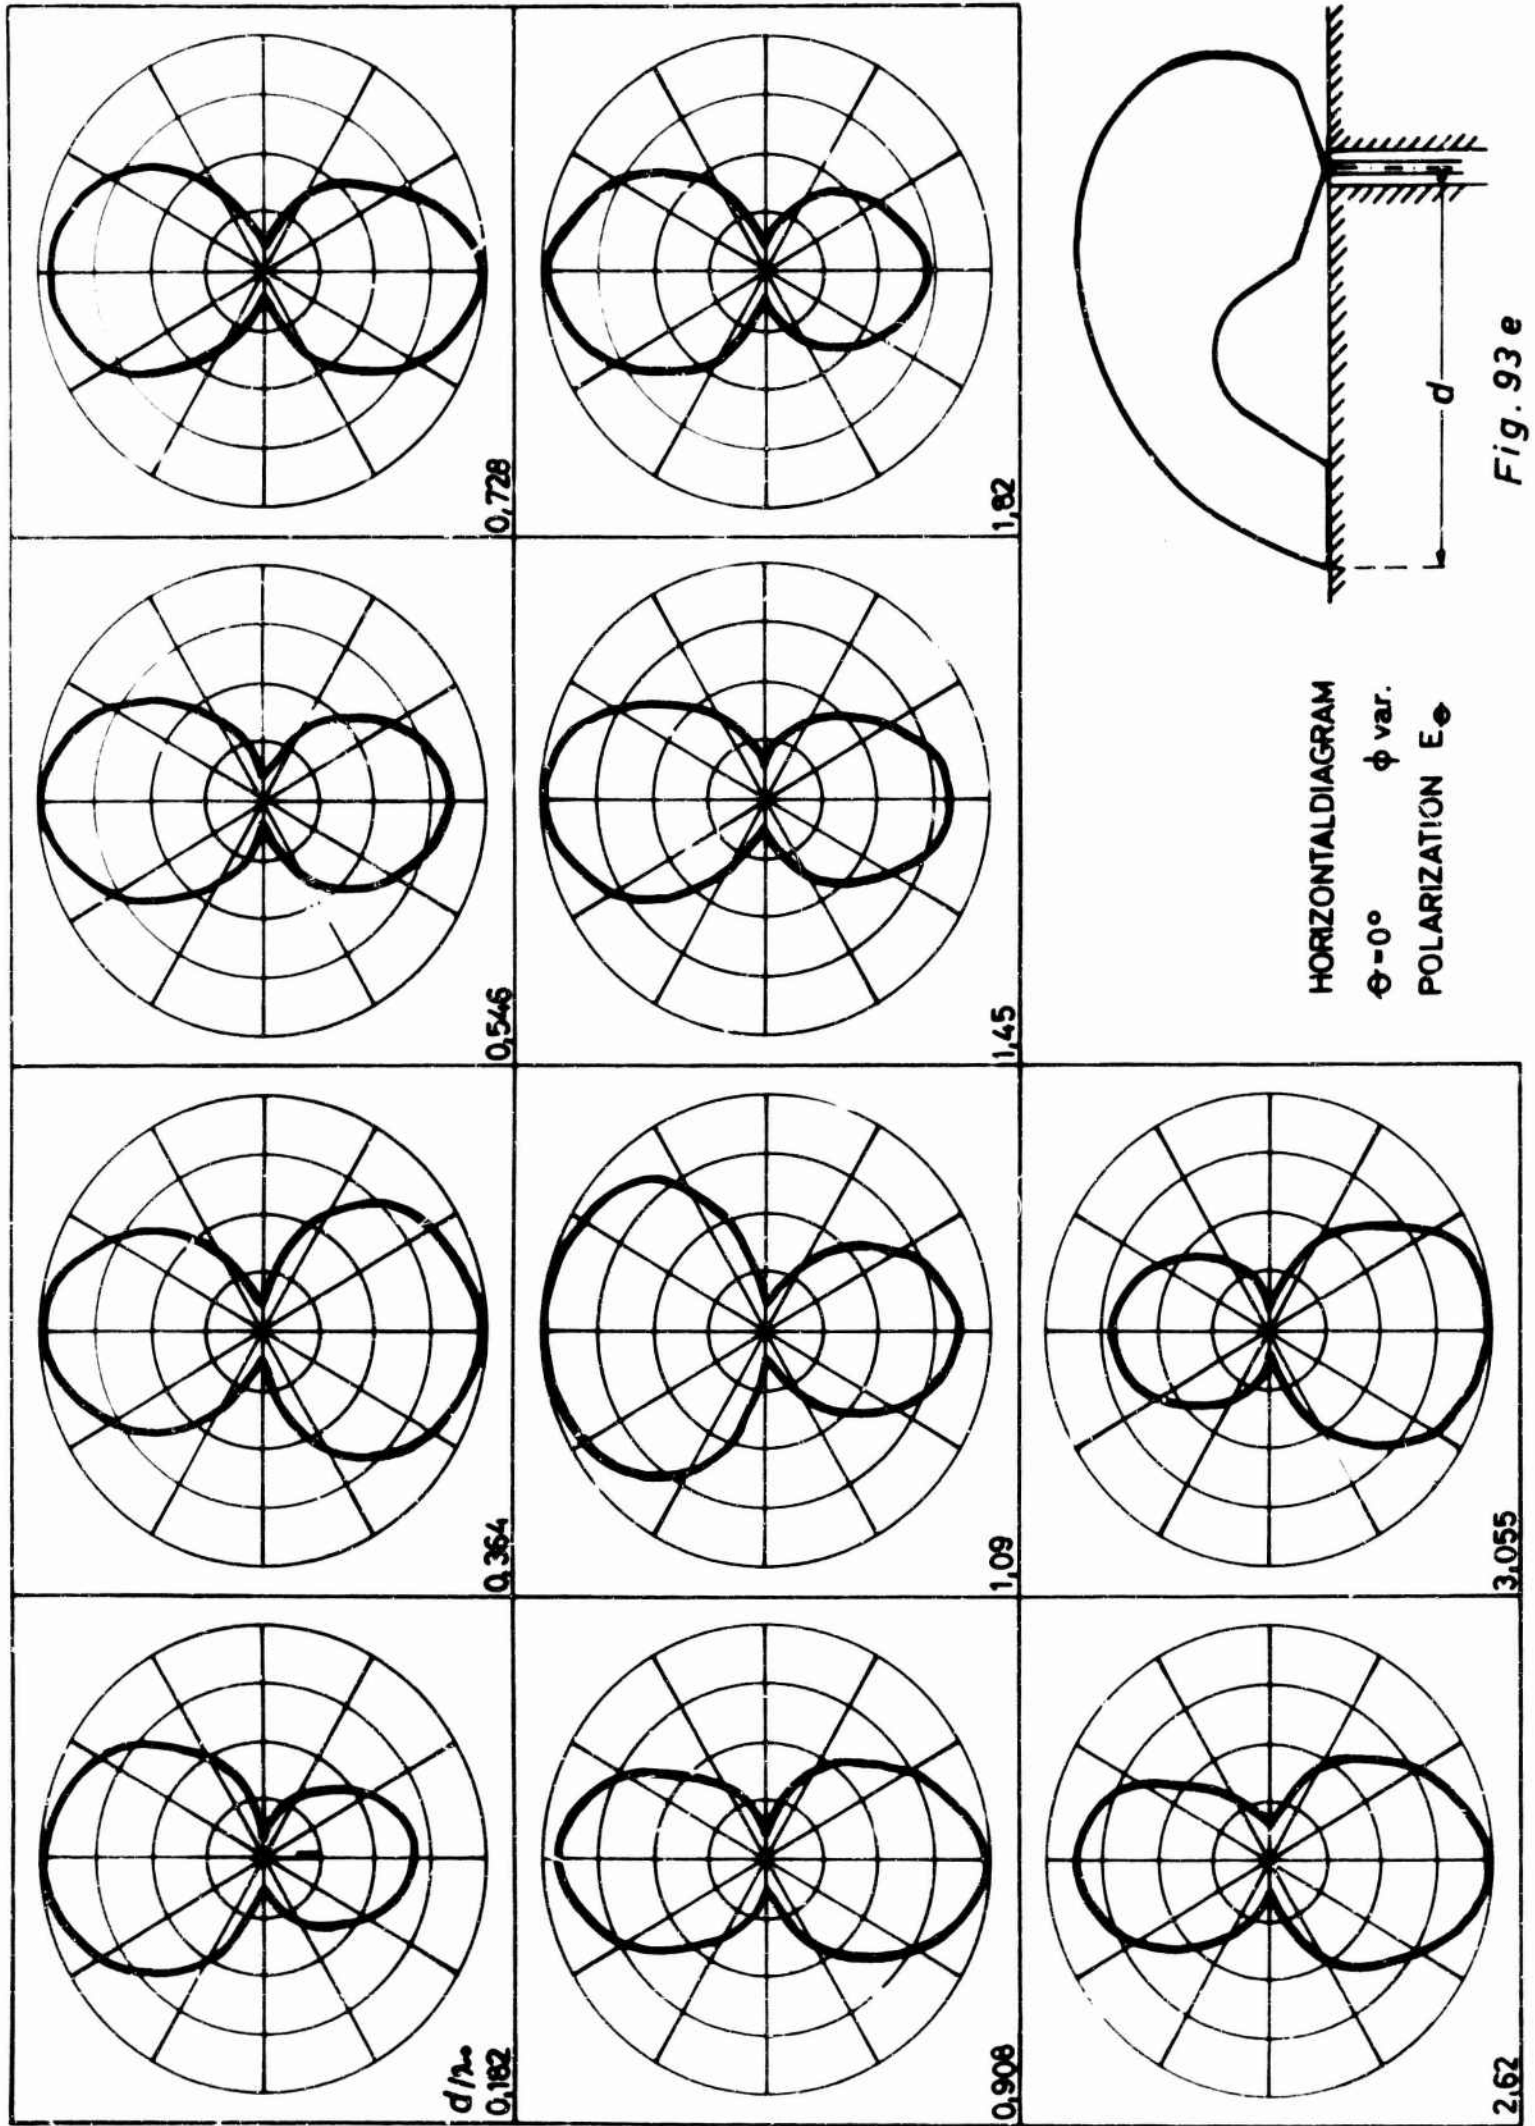 d/λ₀
0,182
0,364
0,546
0,728
0,908
1,09
1,45
1,82
2,62
3,055
HORIZONTALDIAGRAM
Θ=0° ϕ var.
POLARIZATION E_Θ
d
Fig. 93 e